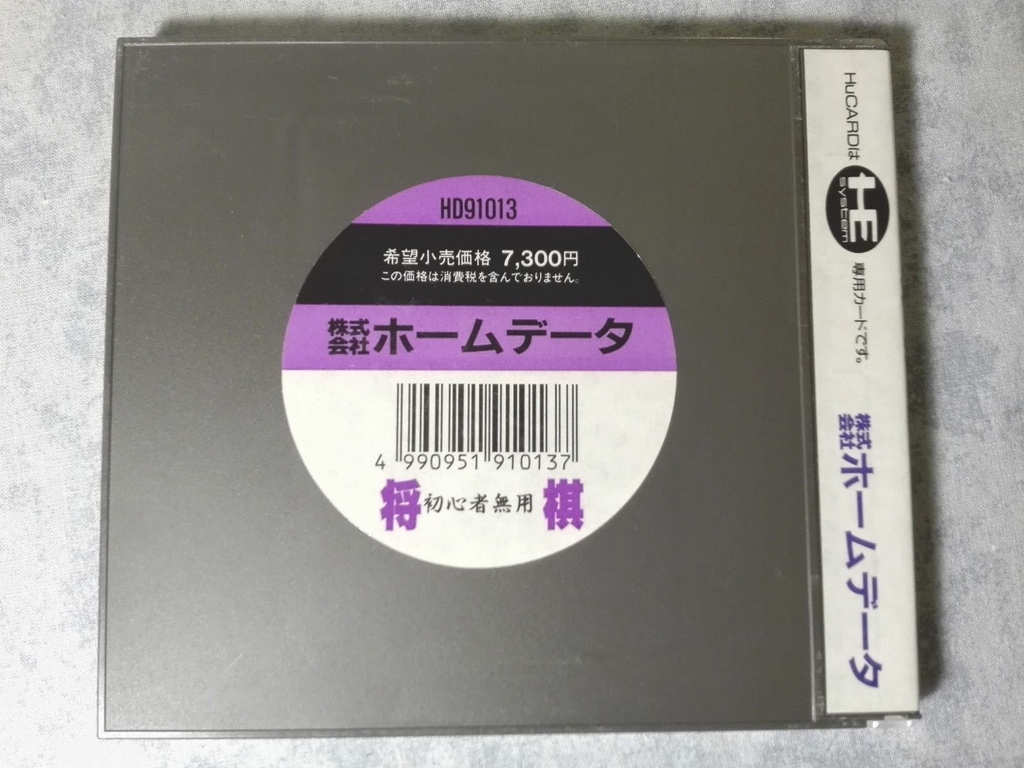 HD91013
希望小売価格 7,300円
この価格は消費税を含んでおりません。
株式会社ホームデータ
4 990951 910137
将 初心者無用 棋
HuCARDは
HE
system
専用カードです。
株式会社ホームデータ